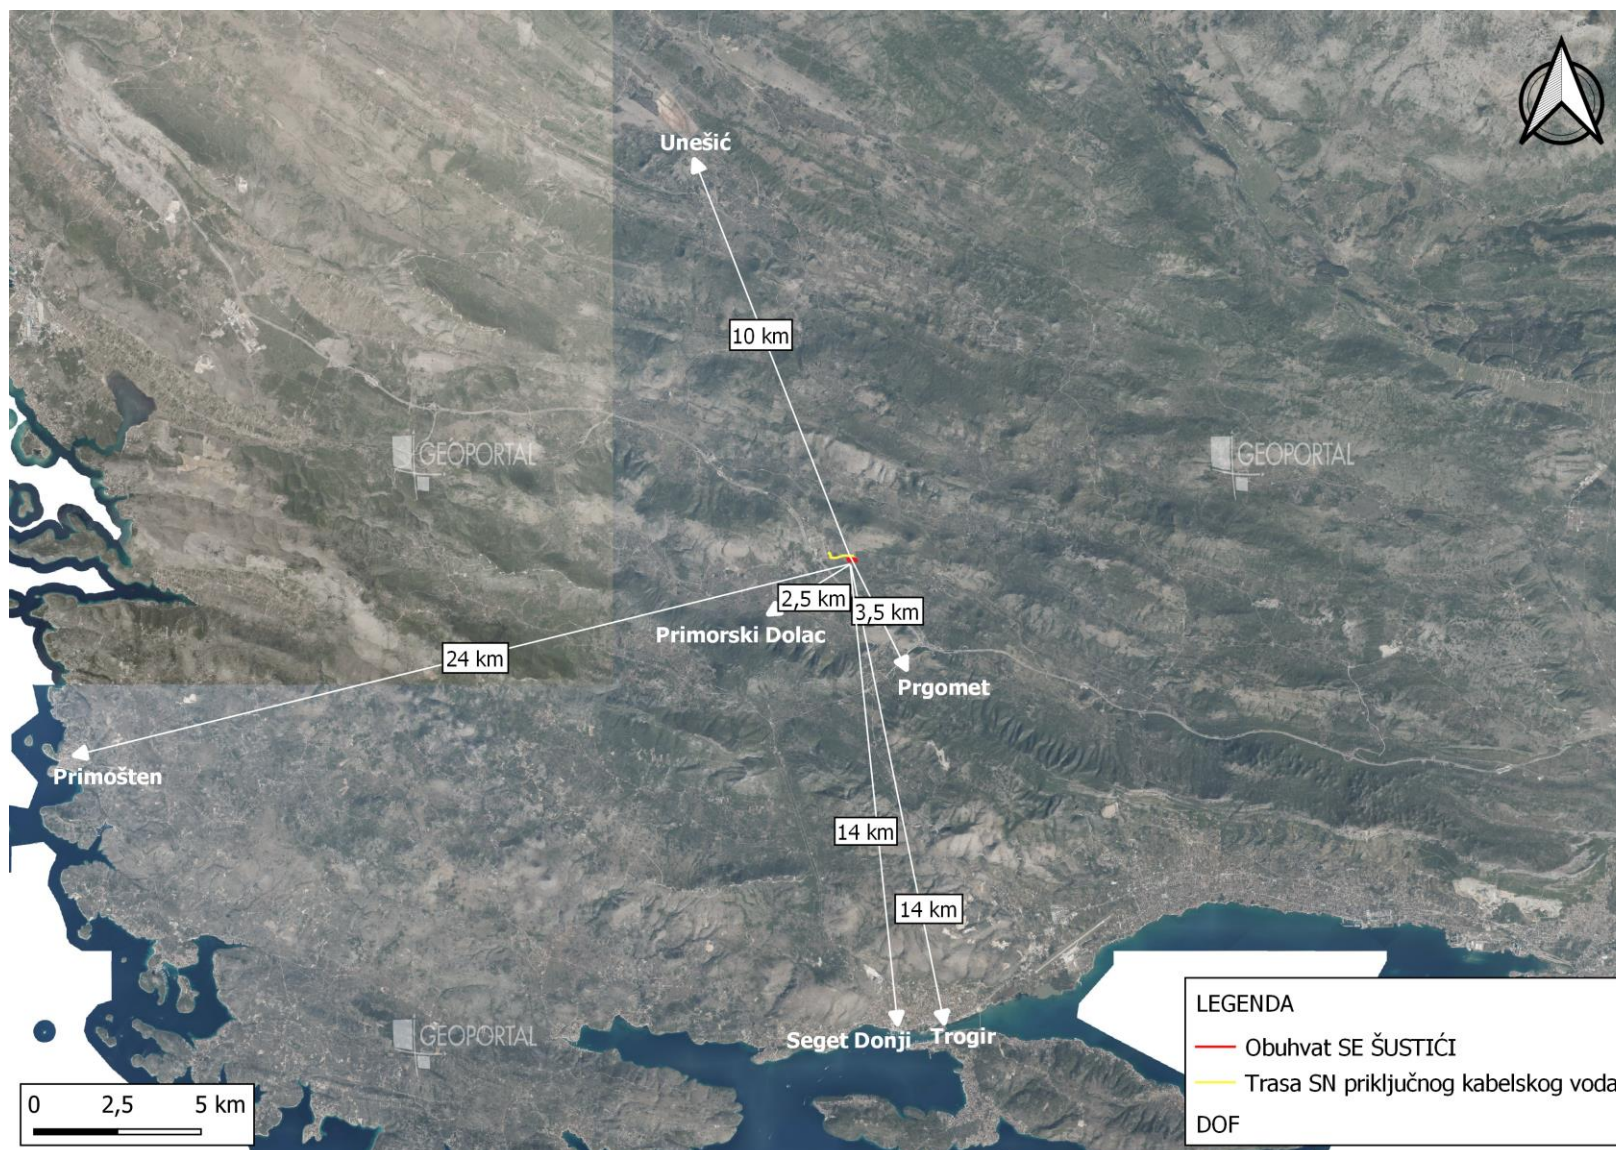 Unešić
10 km
GEOPORTAL
GEOPORTAL
2,5 km
3,5 km
Primorski Dolac
24 km
Prgomet
Primošten
14 km
14 km
GEOPORTAL
Seget Donji
Trogir
LEGENDA
Obuhvat SE ŠUSTIĆI
Trasa SN priključnog kabelskog voda
DOF
0 2,5 5 km